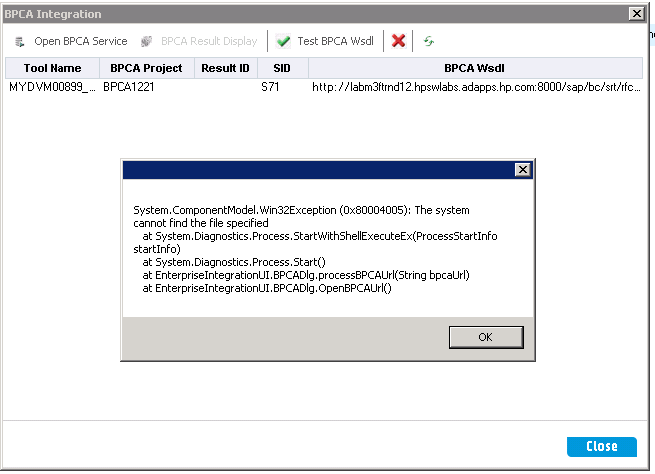 BPCA Integration
Open BPCA Service BPCA Result Display Test BPCA Wsdl
Tool Name BPCA Project Result ID SID BPCA Wsdl
MYDVM00899_... BPCA1221 S71 http://labm3ftrnd12.hpswlabs.adapps.hp.com:8000/sap/bc/srt/rfc...
System.ComponentModel.Win32Exception (0x80004005): The system
cannot find the file specified
at System.Diagnostics.Process.StartWithShellExecuteEx(ProcessStartInfo
startInfo)
at System.Diagnostics.Process.Start()
at EnterpriseIntegrationUI.BPCADlg.processBPCAUrl(String bpcaUrl)
at EnterpriseIntegrationUI.BPCADlg.OpenBPCAUrl()
OK
Close